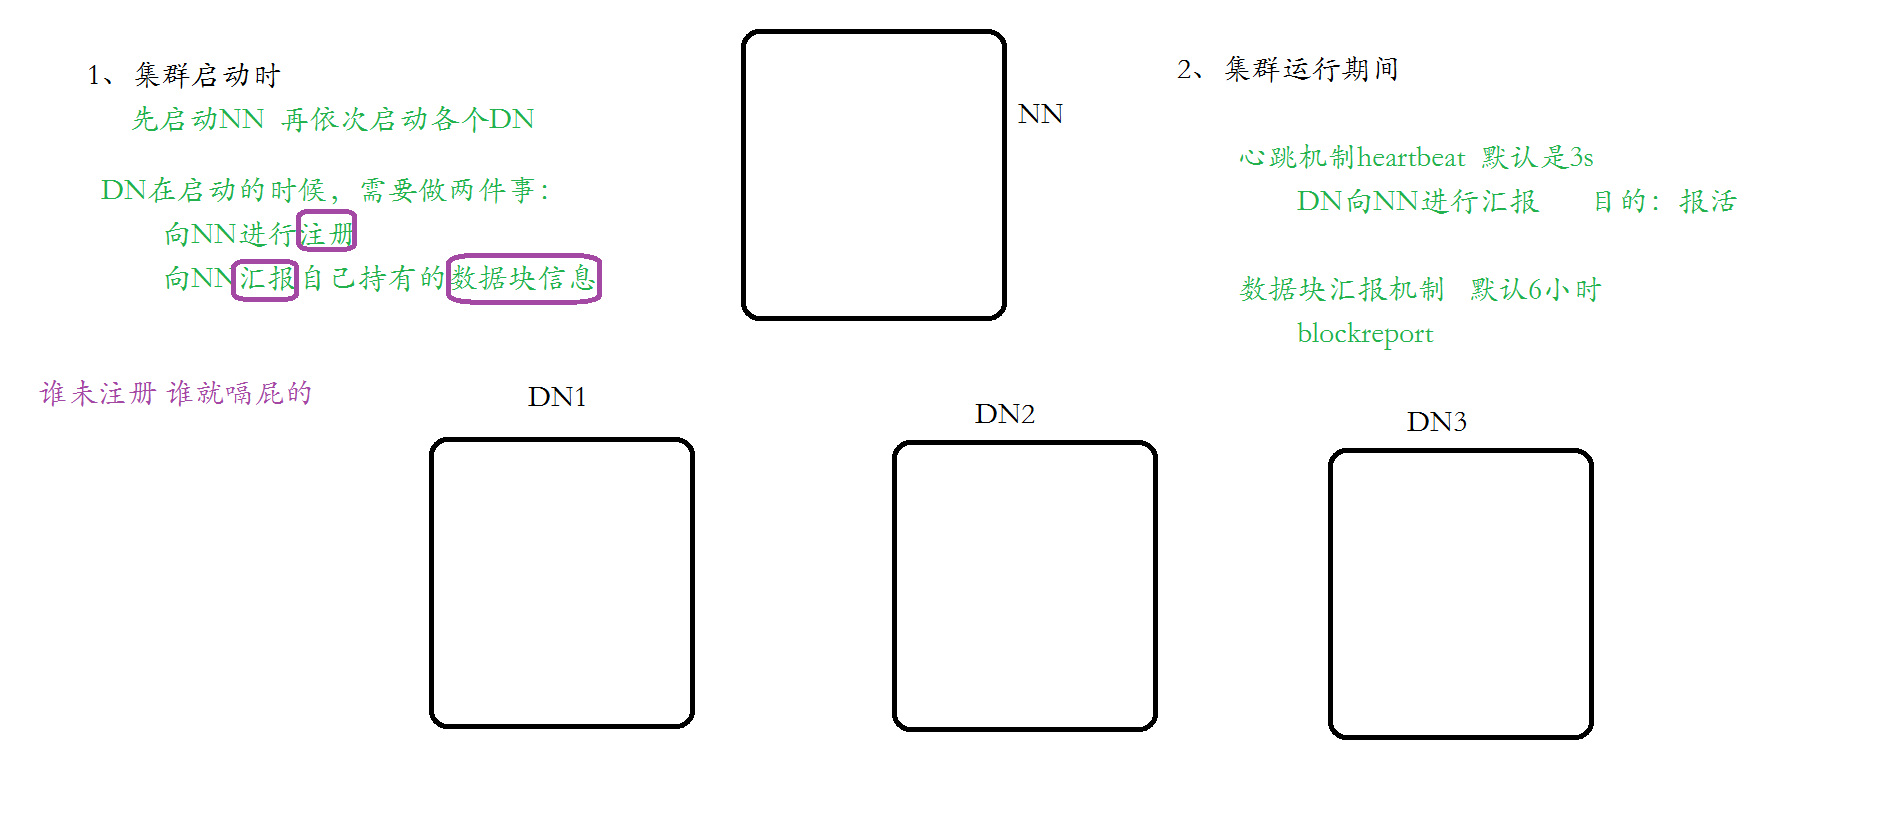 1、集群启动时
先启动NN 再依次启动各个DN
DN在启动的时候，需要做两件事：
向NN进行注册
向NN汇报自己持有的数据块信息
谁未注册 谁就嗝屁的
NN
2、集群运行期间
心跳机制heartbeat 默认是3s
DN向NN进行汇报 目的：报活
数据块汇报机制 默认6小时
blockreport
DN1
DN2
DN3